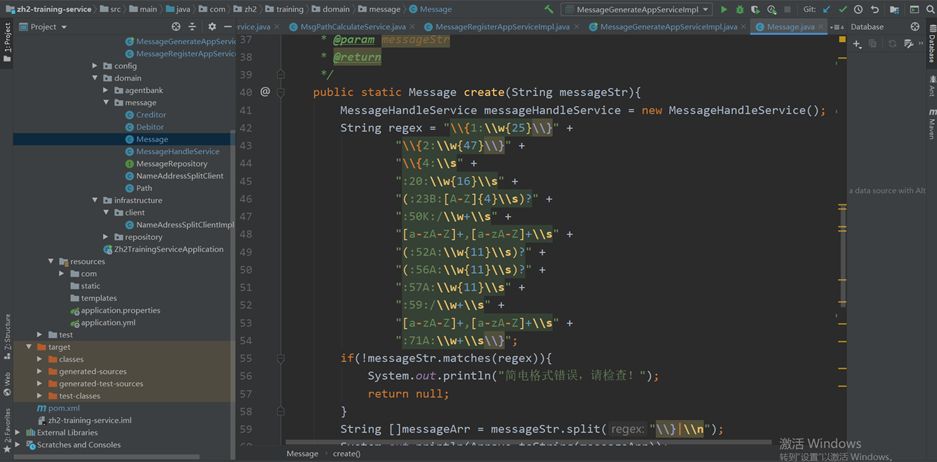 zh2-training-service src main java com zh2 training domain message Message MessageGenerateAppServiceImpl Git:
Project
rvice.java MsgPathCalculateService.java MessageRegisterAppServiceImpl.java MessageGenerateAppServiceImpl.java Message.java Database
MessageGenerateAppServ
MessageRegisterAppServic
config
domain
agentbank
message
Creditor
Debitor
Message
MessageHandleService
MessageRepository
NameAddressSplitClient
Path
infrastructure
client
NameAdressSplitClientImpl
repository
Zh2TrainingServiceApplication
resources
com
static
templates
application.properties
application.yml
test
target
classes
generated-sources
generated-test-sources
test-classes
pom.xml
zh2-training-service.iml
External Libraries
Scratches and Consoles
1: Project
Z: Structure
Web
2: Favorites
37 * @param messageStr
38 * @return
39 */
40 @ public static Message create(String messageStr){
41 MessageHandleService messageHandleService = new MessageHandleService();
42 String regex = "\\{1:\\w{25}\\}" +
43 "\\{2:\\w{47}\\}" +
44 "\\{4:\\s" +
45 ":20:\\w{16}\\s" +
46 "(:23B:[A-Z]{4}\\s)?" +
47 ":50K:/\\w+\\s" +
48 "[a-zA-Z]+,[a-zA-Z]+\\s" +
49 "(:52A:\\w{11}\\s)?" +
50 "(:56A:\\w{11}\\s)?" +
51 ":57A:\\w{11}\\s" +
52 ":59:/\\w+\\s" +
53 "[a-zA-Z]+,[a-zA-Z]+\\s" +
54 ":71A:\\w+\\s\\}";
55 if(!messageStr.matches(regex)){
56 System.out.println("简电格式错误，请检查！");
57 return null;
58 }
59 String []messageArr = messageStr.split( regex: "\\}|\\n");
System.out.println(Arrays.toString(messageArr));
Message create()
a data source with Alt
Database
Ant
Maven
激活 Windows
转到"设置"以激活 Windows。